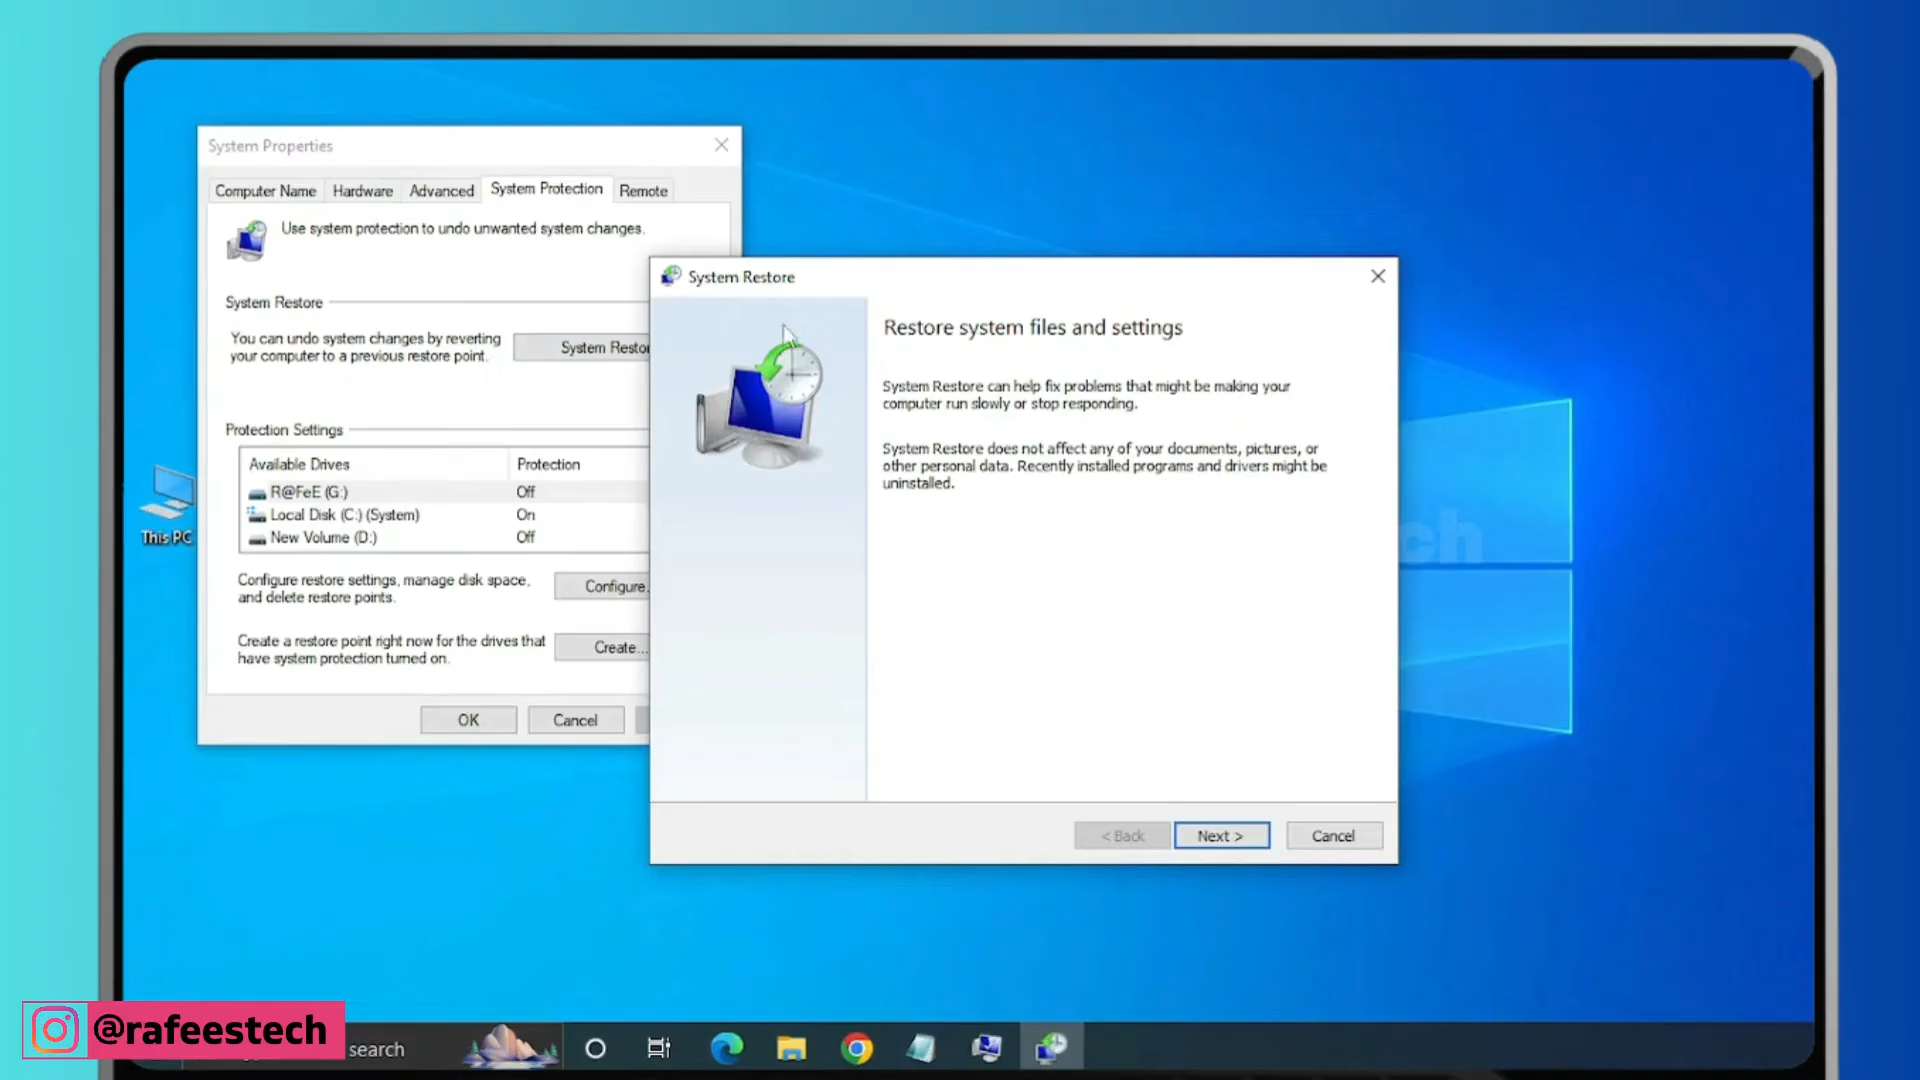 System Properties
Computer Name
Hardware
Advanced
System Protection
Remote
Use system protection to undo unwanted system changes.
System Restore
You can undo system changes by reverting
your computer to a previous restore point.
System Restor
Protection Settings
Available Drives
Protection
R@FeE (G:)
Off
Local Disk (C:) (System)
On
New Volume (D:)
Off
Configure restore settings, manage disk space,
and delete restore points.
Configure.
Create a restore point right now for the drives that
have system protection turned on.
Create...
OK
Cancel
System Restore
Restore system files and settings
System Restore can help fix problems that might be making your
computer run slowly or stop responding.
System Restore does not affect any of your documents, pictures, or
other personal data. Recently installed programs and drivers might be
uninstalled.
< Back
Next >
Cancel
This PC
ch
@rafeestech
search